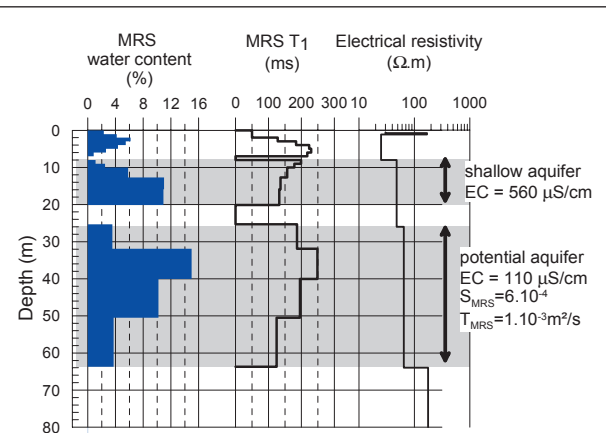 MRS
water content
(%)
MRS T1
(ms)
Electrical resistivity
(Ω.m)
0 4 8 12 16
0 100 200 300
10 100 1000
0
10
20
30
40
50
60
70
80
Depth (m)
shallow aquifer
EC = 560 µS/cm
potential aquifer
EC = 110 µS/cm
SMRS=6.10-4
TMRS=1.10-3m²/s